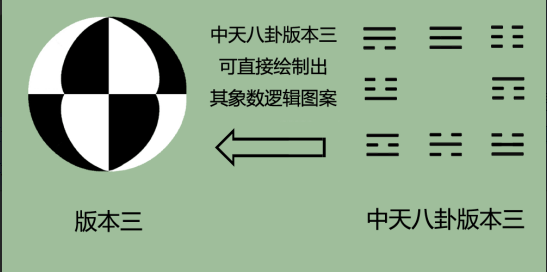 中天八卦版本三
可直接绘制出
其象数逻辑图案
版本三
中天八卦版本三